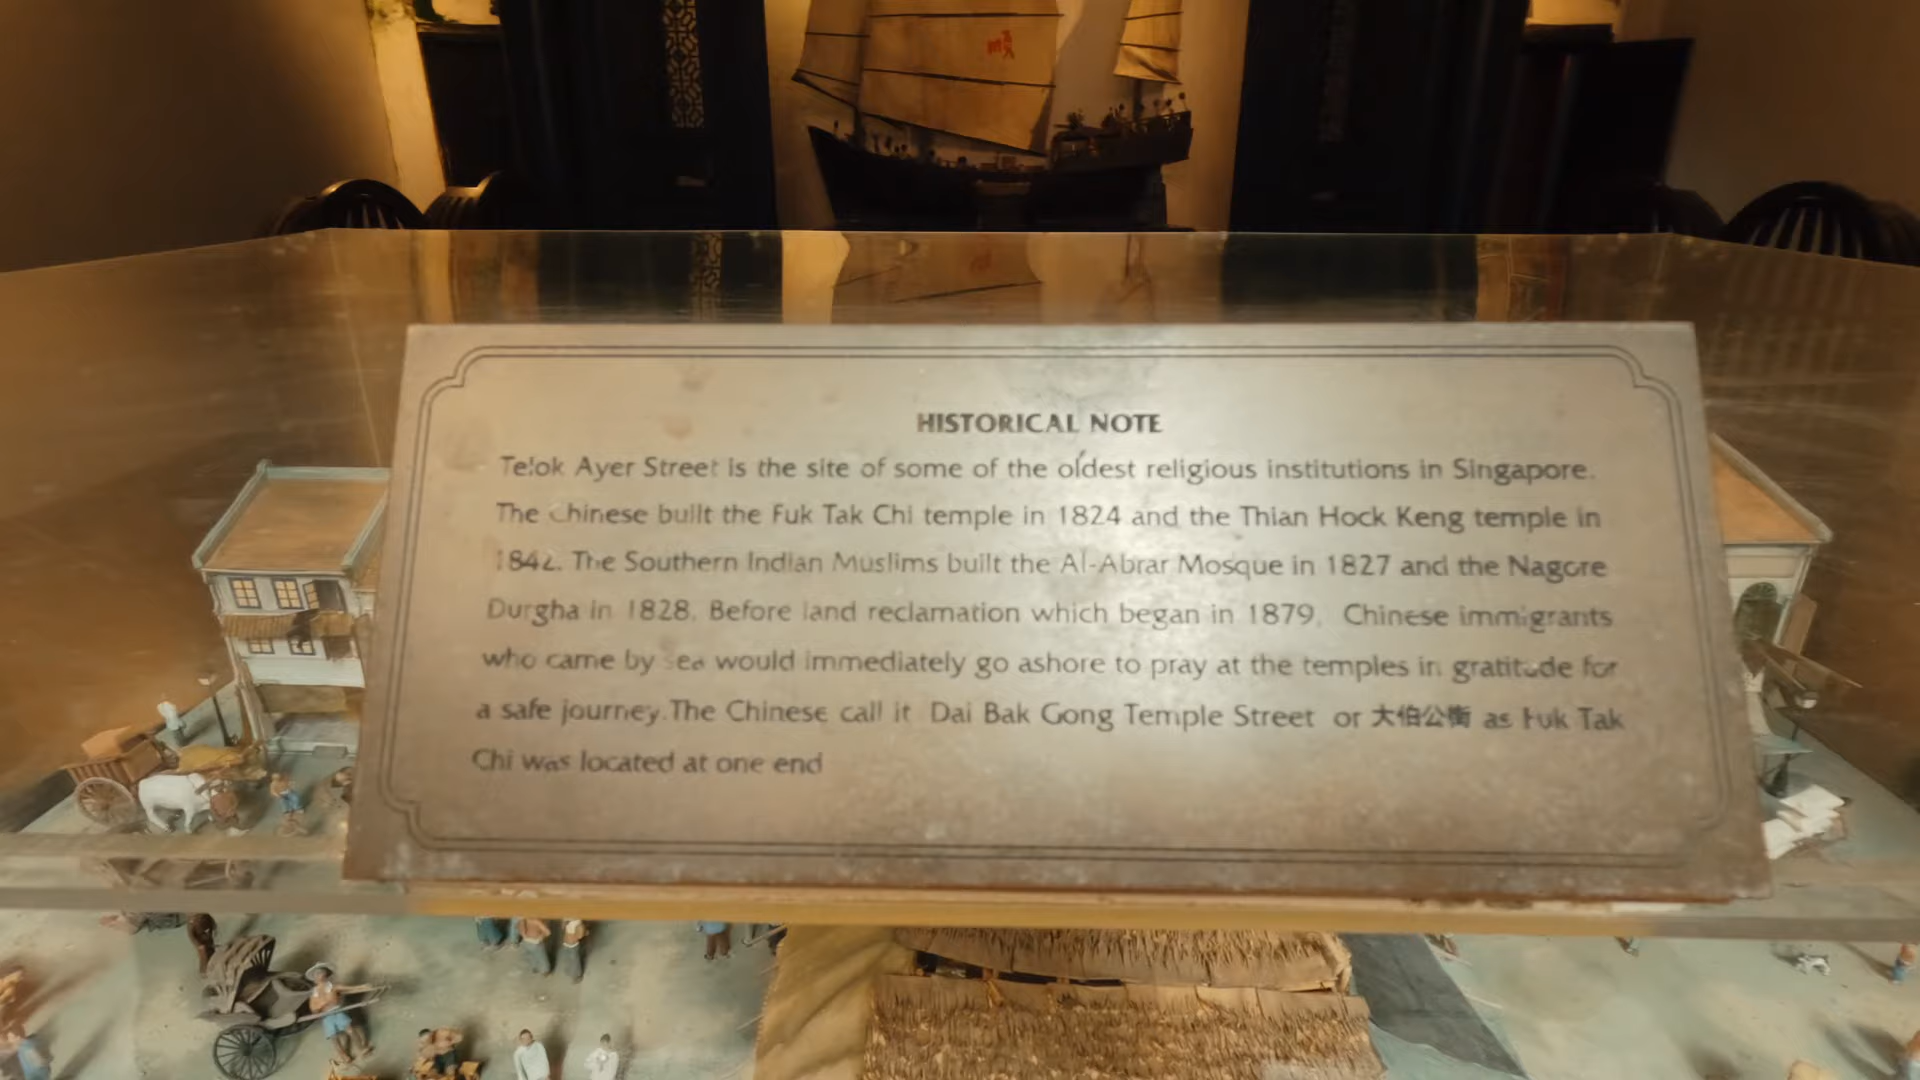 順
HISTORICAL NOTE
Telok Ayer Street is the site of some of the oldest religious institutions in Singapore.
The Chinese built the Fuk Tak Chi temple in 1824 and the Thian Hock Keng temple in
1842. The Southern Indian Muslims built the Al-Abrar Mosque in 1827 and the Nagore
Durgha in 1828. Before land reclamation which began in 1879, Chinese immigrants
who came by sea would immediately go ashore to pray at the temples in gratitude for
a safe journey.The Chinese call it Dai Bak Gong Temple Street or 大伯公街 as Fuk Tak
Chi was located at one end